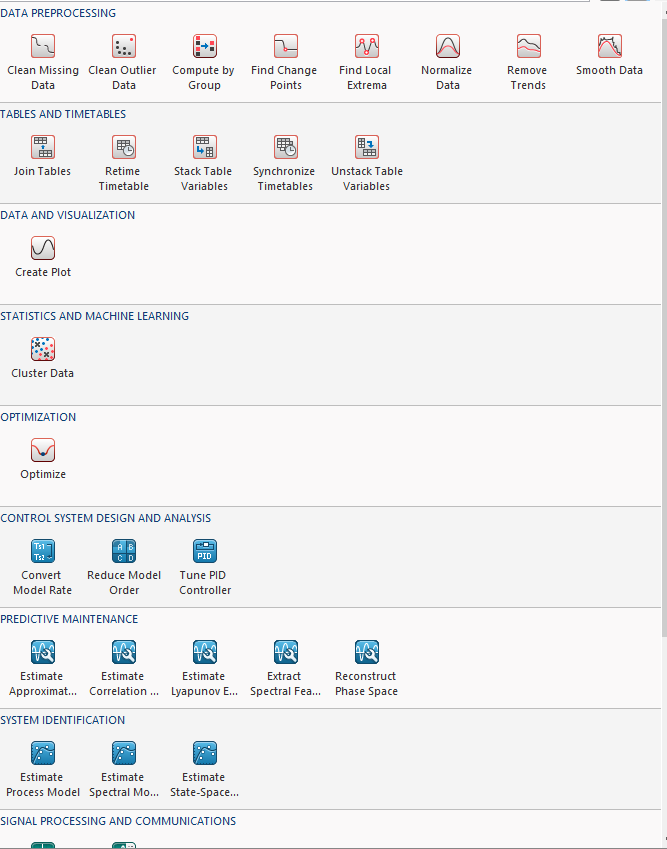 DATA PREPROCESSING
Clean Missing Data
Clean Outlier Data
Compute by Group
Find Change Points
Find Local Extrema
Normalize Data
Remove Trends
Smooth Data
TABLES AND TIMETABLES
Join Tables
Retime Timetable
Stack Table Variables
Synchronize Timetables
Unstack Table Variables
DATA AND VISUALIZATION
Create Plot
STATISTICS AND MACHINE LEARNING
Cluster Data
OPTIMIZATION
Optimize
CONTROL SYSTEM DESIGN AND ANALYSIS
Ts1
Ts2
Convert Model Rate
A B
C D
Reduce Model Order
PID
Tune PID Controller
PREDICTIVE MAINTENANCE
Estimate Approximat...
Estimate Correlation ...
Estimate Lyapunov E...
Extract Spectral Fea...
Reconstruct Phase Space
SYSTEM IDENTIFICATION
Estimate Process Model
Estimate Spectral Mo...
Estimate State-Space...
SIGNAL PROCESSING AND COMMUNICATIONS